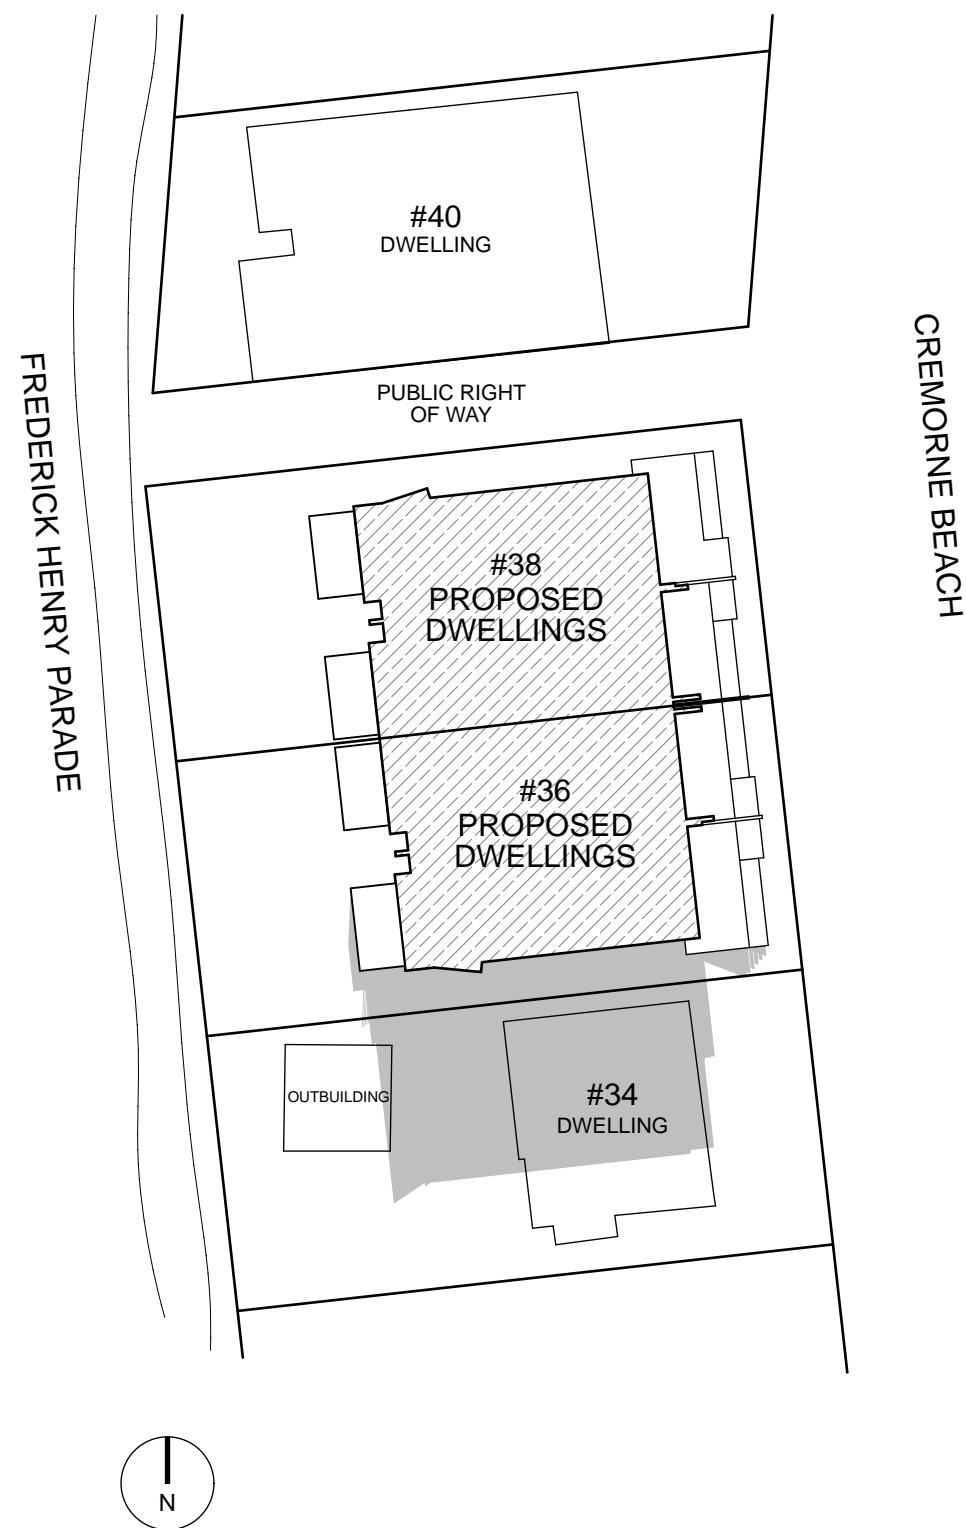 #40
DWELLING
FREDERICK HENRY PARADE
CREMORNE BEACH
PUBLIC RIGHT
OF WAY
#38
PROPOSED
DWELLINGS
#36
PROPOSED
DWELLINGS
OUTBUILDING
#34
DWELLING
N